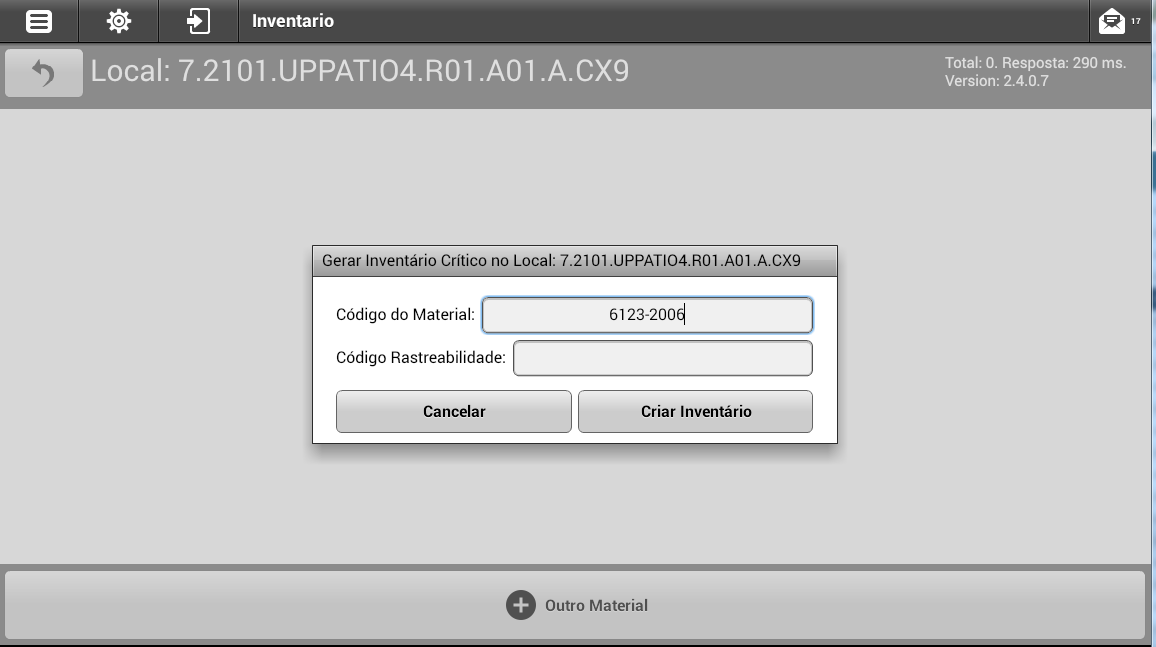 Inventario
17
Local: 7.2101.UPPATIO4.R01.A01.A.CX9
Total: 0. Resposta: 290 ms.
Version: 2.4.0.7
Gerar Inventário Crítico no Local: 7.2101.UPPATIO4.R01.A01.A.CX9
Código do Material: 6123-2006
Código Rastreabilidade:
Cancelar Criar Inventário
Outro Material